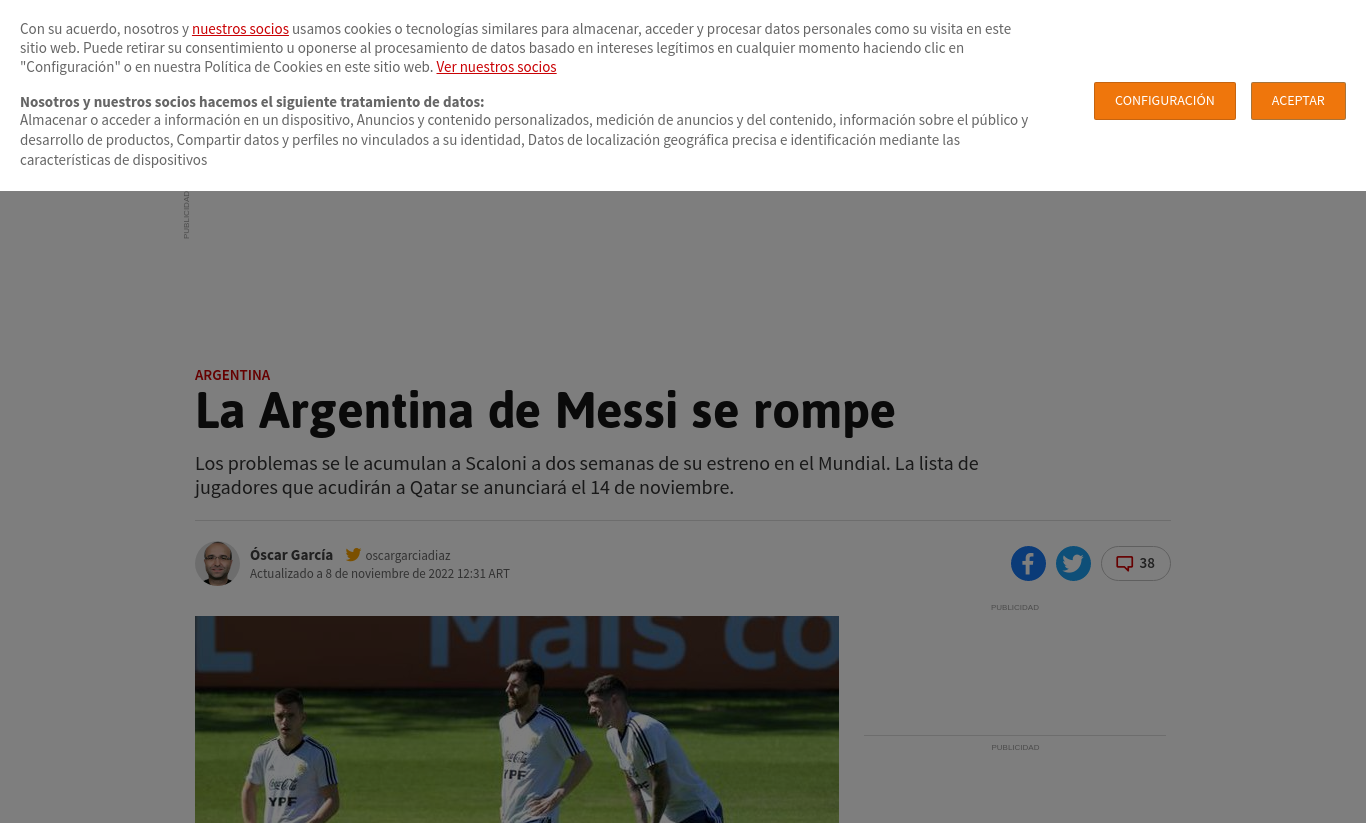 Con su acuerdo, nosotros y nuestros socios usamos cookies o tecnologías similares para almacenar, acceder y procesar datos personales como su visita en este
sitio web. Puede retirar su consentimiento u oponerse al procesamiento de datos basado en intereses legítimos en cualquier momento haciendo clic en
"Configuración" o en nuestra Política de Cookies en este sitio web. Ver nuestros socios
Nosotros y nuestros socios hacemos el siguiente tratamiento de datos:
Almacenar o acceder a información en un dispositivo, Anuncios y contenido personalizados, medición de anuncios y del contenido, información sobre el público y
desarrollo de productos, Compartir datos y perfiles no vinculados a su identidad, Datos de localización geográfica precisa e identificación mediante las
características de dispositivos
CONFIGURACIÓN
ACEPTAR
PUBLICIDAD
ARGENTINA
La Argentina de Messi se rompe
Los problemas se le acumulan a Scaloni a dos semanas de su estreno en el Mundial. La lista de
jugadores que acudirán a Qatar se anunciará el 14 de noviembre.
Óscar García oscargarciadiaz
Actualizado a 8 de noviembre de 2022 12:31 ART
38
PUBLICIDAD
L Mais co
Coca-Cola
YPF
Coca-Cola
YPF
PUBLICIDAD